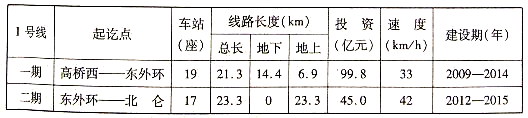 1号线 起讫点 车站(座) 线路长度(km) 投资(亿元) 速度km/h 建设期(年)
总长 地下 地上
一期 高桥西——东外环 19 21.3 14.4 6.9 99.8 33 2009—2014
二期 东外环——北仑 17 23.3 0 23.3 45.0 42 2012—2015